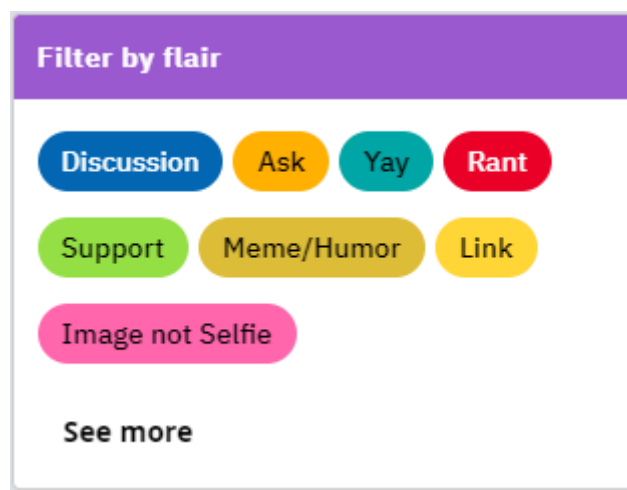 Filter by flair
Discussion Ask Yay Rant
Support Meme/Humor Link
Image not Selfie
See more